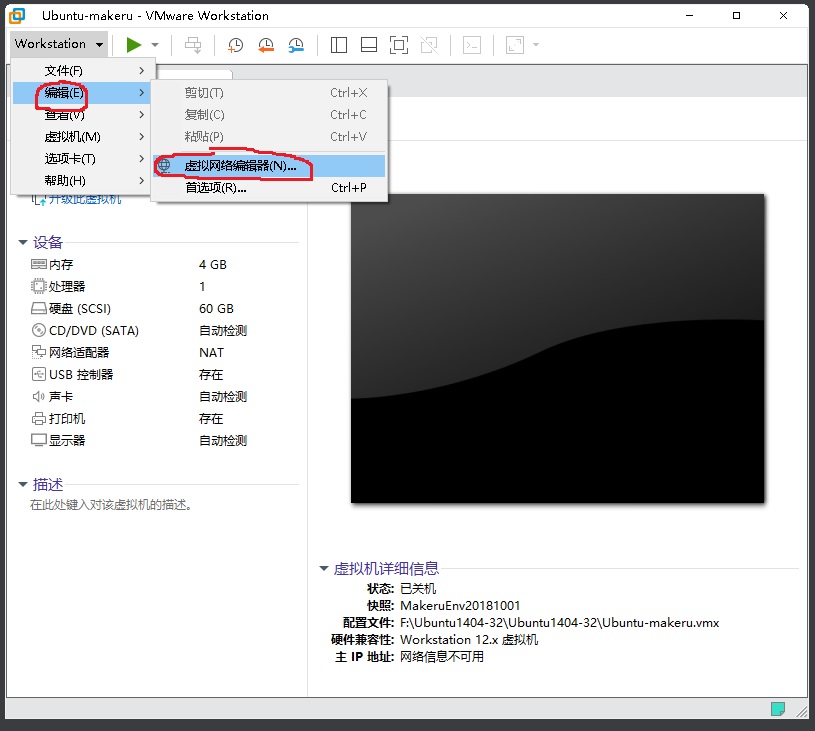 Ubuntu-makeru - VMware Workstation
Workstation
文件(F)
编辑(E)
查看(V)
虚拟机(M)
选项卡(T)
帮助(H)
剪切(T) Ctrl+X
复制(C) Ctrl+C
粘贴(P) Ctrl+V
虚拟网络编辑器(N)...
首选项(R)... Ctrl+P
升级此虚拟机
设备
内存 4 GB
处理器 1
硬盘 (SCSI) 60 GB
CD/DVD (SATA) 自动检测
网络适配器 NAT
USB 控制器 存在
声卡 自动检测
打印机 存在
显示器 自动检测
描述
在此处键入对该虚拟机的描述。
虚拟机详细信息
状态: 已关机
快照: MakeruEnv20181001
配置文件: F:\Ubuntu1404-32\Ubuntu1404-32\Ubuntu-makeru.vmx
硬件兼容性: Workstation 12.x 虚拟机
主 IP 地址: 网络信息不可用